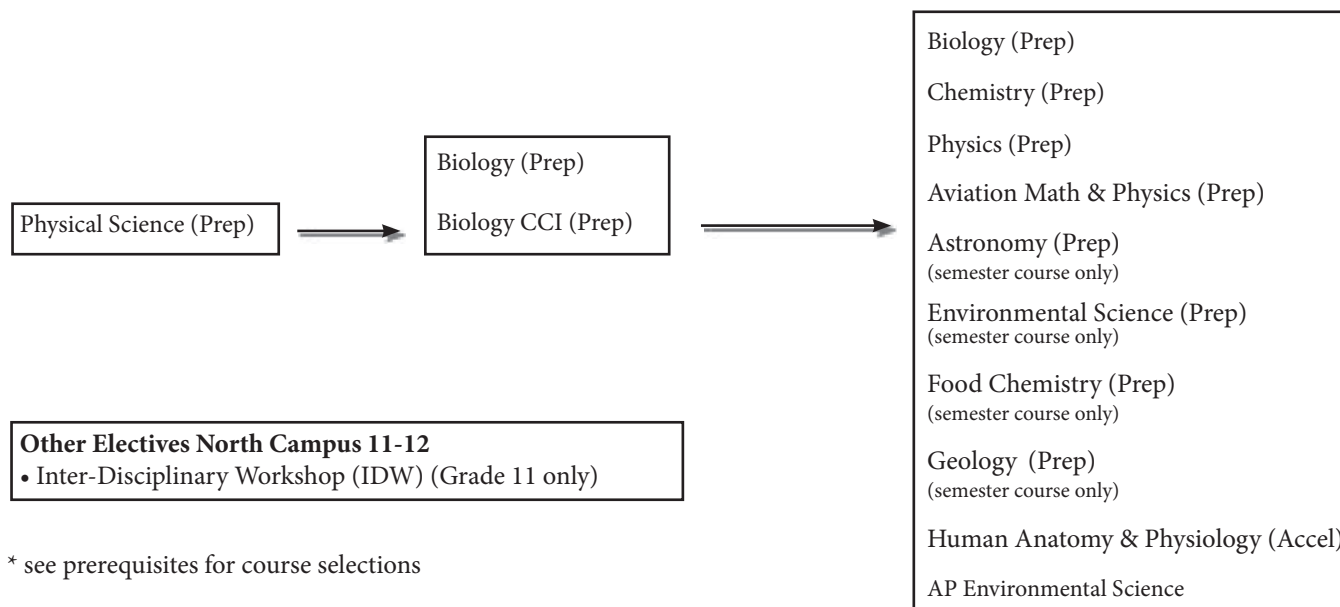 Physical Science (Prep)
Biology (Prep)
Biology CCI (Prep)
Biology (Prep)
Chemistry (Prep)
Physics (Prep)
Aviation Math & Physics (Prep)
Astronomy (Prep)
(semester course only)
Environmental Science (Prep)
(semester course only)
Food Chemistry (Prep)
(semester course only)
Geology (Prep)
(semester course only)
Human Anatomy & Physiology (Accel)
AP Environmental Science
Other Electives North Campus 11-12
• Inter-Disciplinary Workshop (IDW) (Grade 11 only)
* see prerequisites for course selections